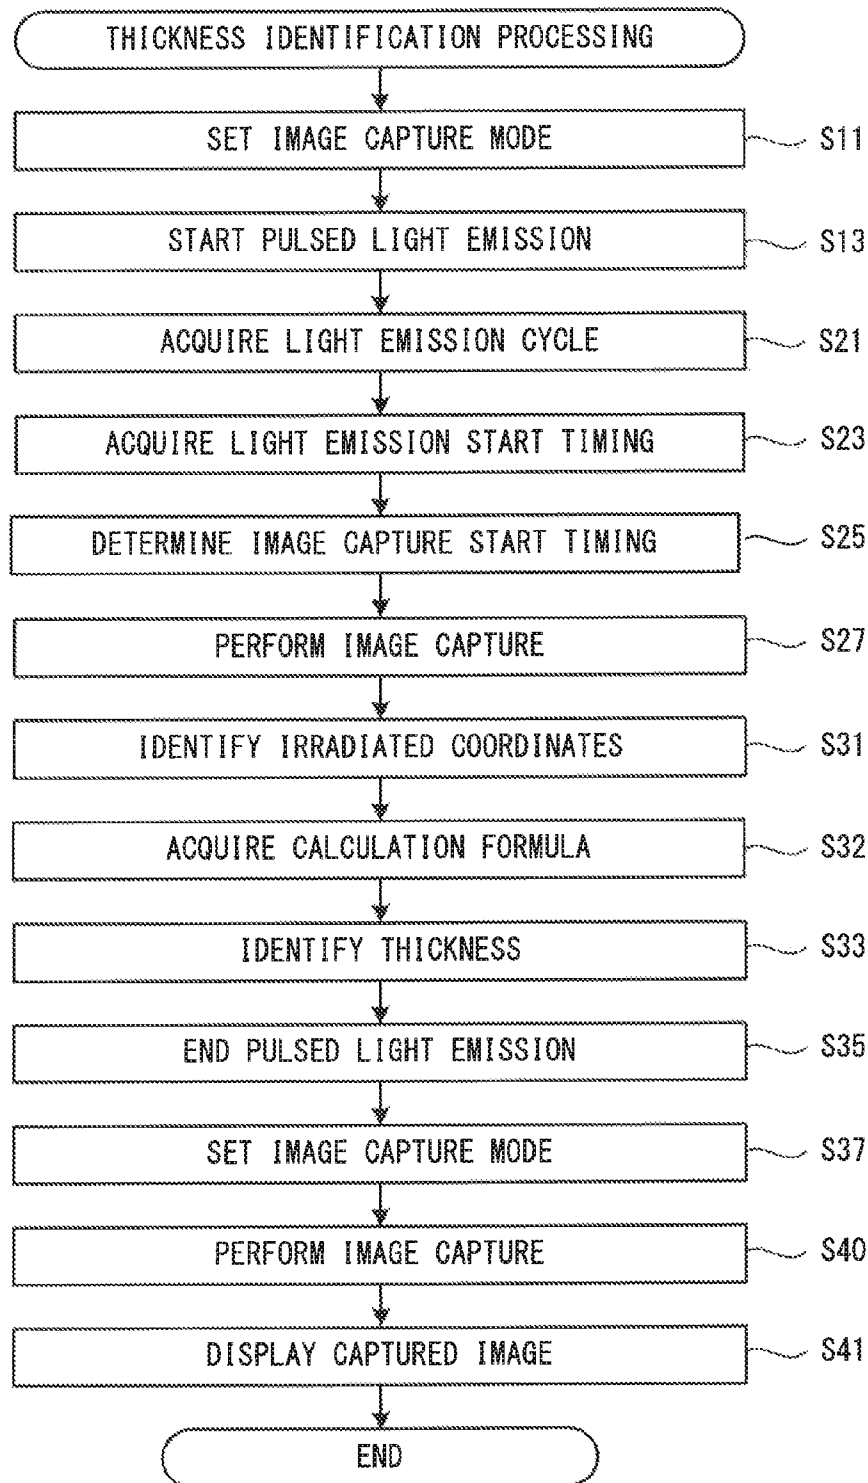 THICKNESS IDENTIFICATION PROCESSING
SET IMAGE CAPTURE MODE S11
START PULSED LIGHT EMISSION S13
ACQUIRE LIGHT EMISSION CYCLE S21
ACQUIRE LIGHT EMISSION START TIMING S23
DETERMINE IMAGE CAPTURE START TIMING S25
PERFORM IMAGE CAPTURE S27
IDENTIFY IRRADIATED COORDINATES S31
ACQUIRE CALCULATION FORMULA S32
IDENTIFY THICKNESS S33
END PULSED LIGHT EMISSION S35
SET IMAGE CAPTURE MODE S37
PERFORM IMAGE CAPTURE S40
DISPLAY CAPTURED IMAGE S41
END